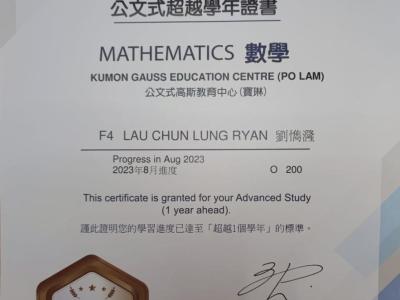 公文式超越學年證書
MATHEMATICS 數學
KUMON GAUSS EDUCATION CENTRE (PO LAM)
公文式高斯教育中心(寶琳)
F4 LAU CHUN LUNG RYAN 劉憍漋
Progress in Aug 2023
2023年8月進度 O 200
This certificate is granted for your Advanced Study
(1 year ahead).
謹此證明您的學習進度已達至「超越1個學年」的標準。